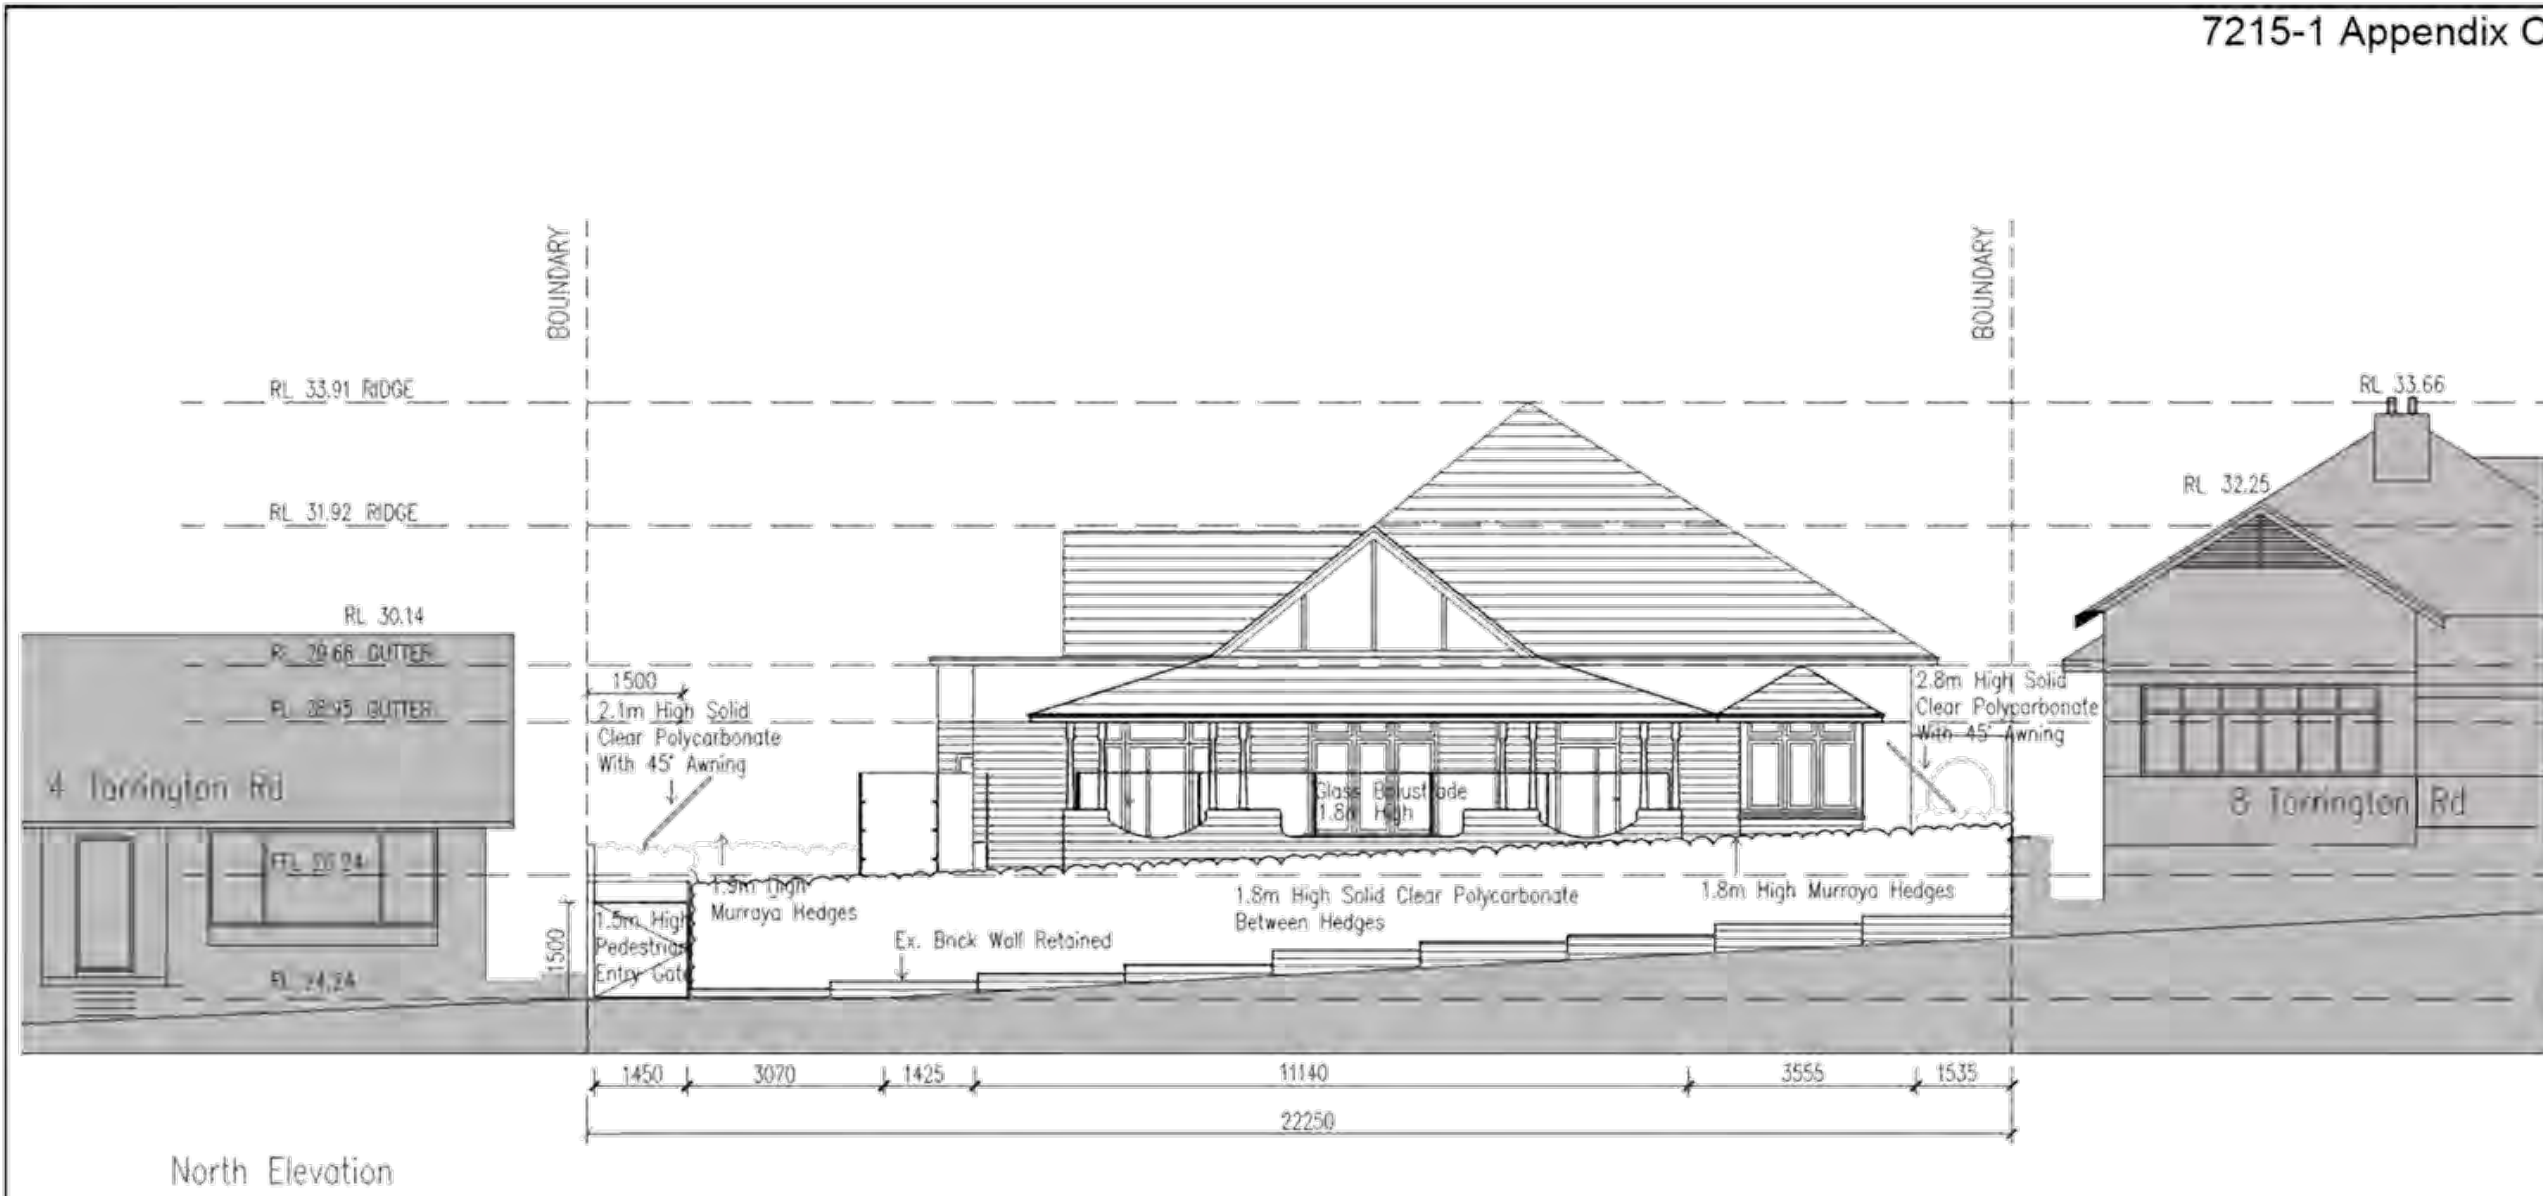 7215-1 Appendix C
BOUNDARY
BOUNDARY
RL 33.91 RIDGE
RL 33.66
RL 31.92 RIDGE
RL 32.25
RL 30.14
RL 29.66 GUTTER
RL 28.95 GUTTER
1500
2.1m High Solid
Clear Polycarbonate
With 45° Awning
2.8m High Solid
Clear Polycarbonate
With 45° Awning
4 Torrington Rd
Glass Balustrade
1.8m High
8 Torrington Rd
FFL 26.24
1.9m High
Murraya Hedges
1.8m High Solid Clear Polycarbonate
Between Hedges
1.8m High Murraya Hedges
1500
1.5m High
Pedestrian
Entry Gate
Ex. Brick Wall Retained
FL 24.24
1450
3070
1425
11140
3555
1535
22250
North Elevation